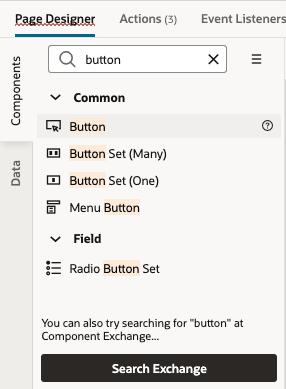 Page Designer Actions (3) Event Listeners
Components
Data
button
Common
Button
Button Set (Many)
Button Set (One)
Menu Button
Field
Radio Button Set
You can also try searching for "button" at
Component Exchange...
Search Exchange